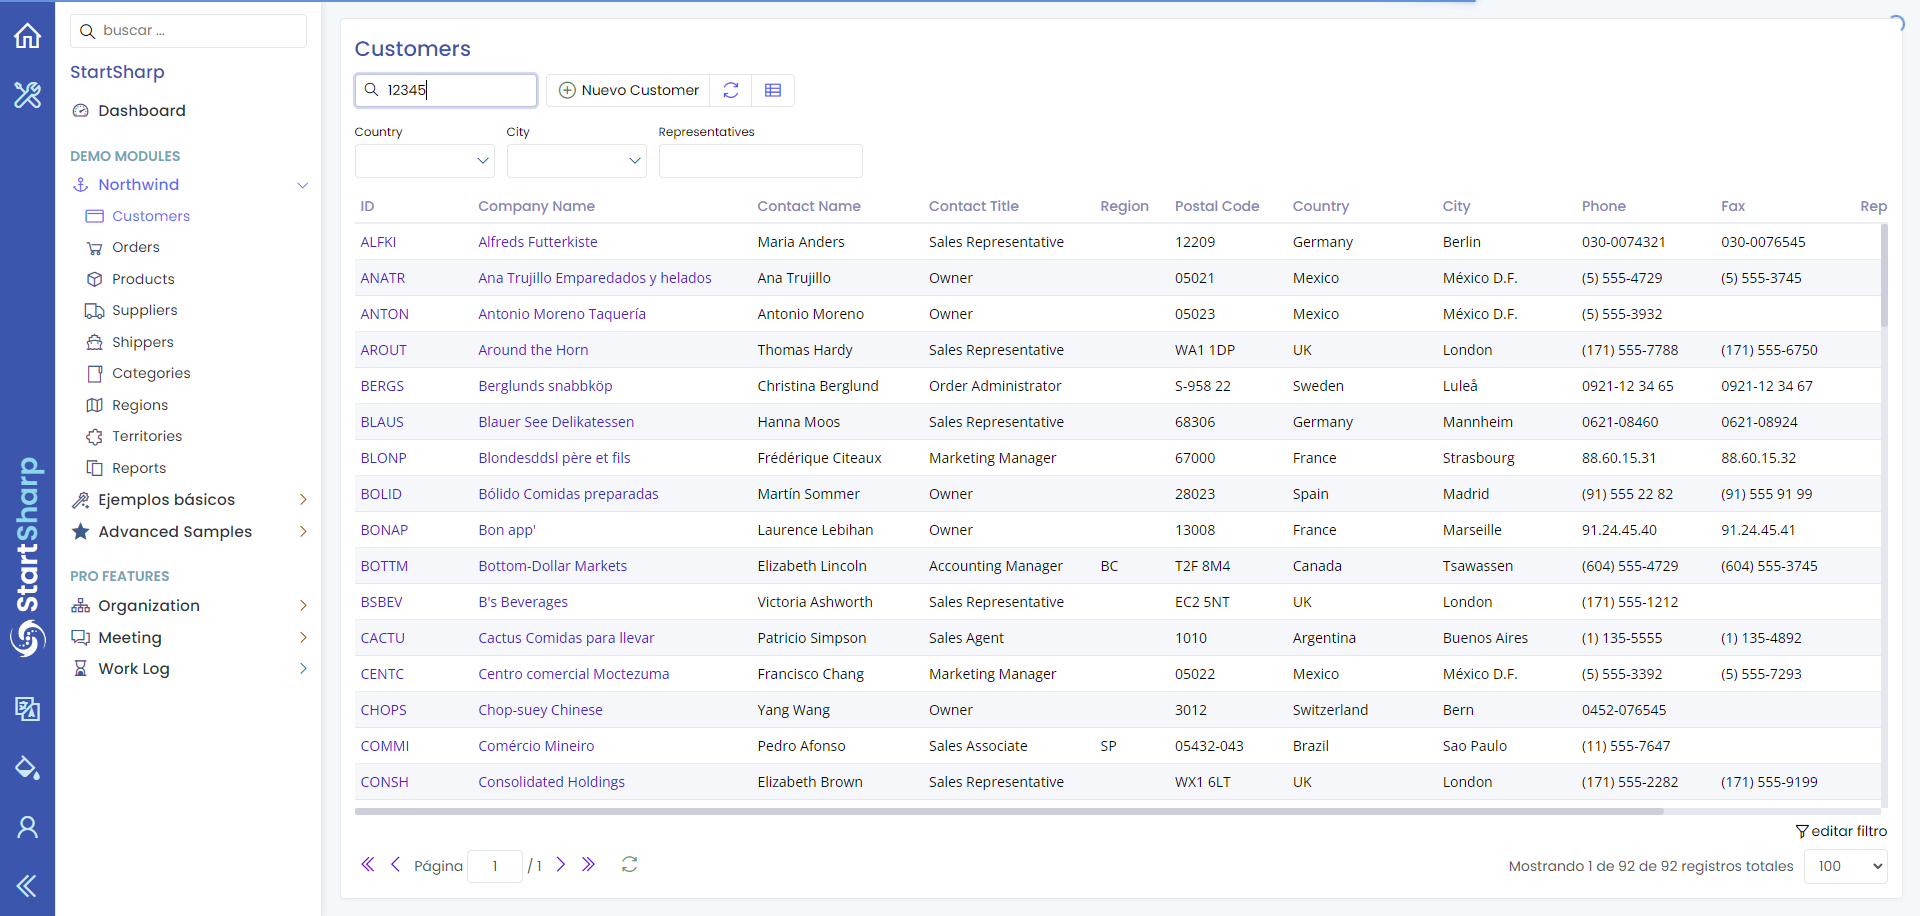 buscar ...
StartSharp
Dashboard
DEMO MODULES
Northwind
Customers
Orders
Products
Suppliers
Shippers
Categories
Regions
Territories
Reports
Ejemplos básicos
Advanced Samples
PRO FEATURES
Organization
Meeting
Work Log
StartSharp
Customers
12345
Nuevo Customer
Country City Representatives
ID Company Name Contact Name Contact Title Region Postal Code Country City Phone Fax Rep
ALFKI Alfreds Futterkiste Maria Anders Sales Representative 12209 Germany Berlin 030-0074321 030-0076545
ANATR Ana Trujillo Emparedados y helados Ana Trujillo Owner 05021 Mexico México D.F. (5) 555-4729 (5) 555-3745
ANTON Antonio Moreno Taquería Antonio Moreno Owner 05023 Mexico México D.F. (5) 555-3932
AROUT Around the Horn Thomas Hardy Sales Representative WA1 1DP UK London (171) 555-7788 (171) 555-6750
BERGS Berglunds snabbköp Christina Berglund Order Administrator S-958 22 Sweden Luleå 0921-12 34 65 0921-12 34 67
BLAUS Blauer See Delikatessen Hanna Moos Sales Representative 68306 Germany Mannheim 0621-08460 0621-08924
BLONP Blondesddsl père et fils Frédérique Citeaux Marketing Manager 67000 France Strasbourg 88.60.15.31 88.60.15.32
BOLID Bólido Comidas preparadas Martín Sommer Owner 28023 Spain Madrid (91) 555 22 82 (91) 555 91 99
BONAP Bon app' Laurence Lebihan Owner 13008 France Marseille 91.24.45.40 91.24.45.41
BOTTM Bottom-Dollar Markets Elizabeth Lincoln Accounting Manager BC T2F 8M4 Canada Tsawassen (604) 555-4729 (604) 555-3745
BSBEV B's Beverages Victoria Ashworth Sales Representative EC2 5NT UK London (171) 555-1212
CACTU Cactus Comidas para llevar Patricio Simpson Sales Agent 1010 Argentina Buenos Aires (1) 135-5555 (1) 135-4892
CENTC Centro comercial Moctezuma Francisco Chang Marketing Manager 05022 Mexico México D.F. (5) 555-3392 (5) 555-7293
CHOPS Chop-suey Chinese Yang Wang Owner 3012 Switzerland Bern 0452-076545
COMMI Comércio Mineiro Pedro Afonso Sales Associate SP 05432-043 Brazil Sao Paulo (11) 555-7647
CONSH Consolidated Holdings Elizabeth Brown Sales Representative WX1 6LT UK London (171) 555-2282 (171) 555-9199
editar filtro
Página 1 / 1
Mostrando 1 de 92 de 92 registros totales 100